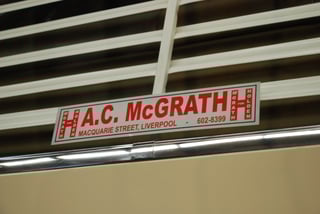 A.C. McGRATH
MACQUARIE STREET, LIVERPOOL 602-8399